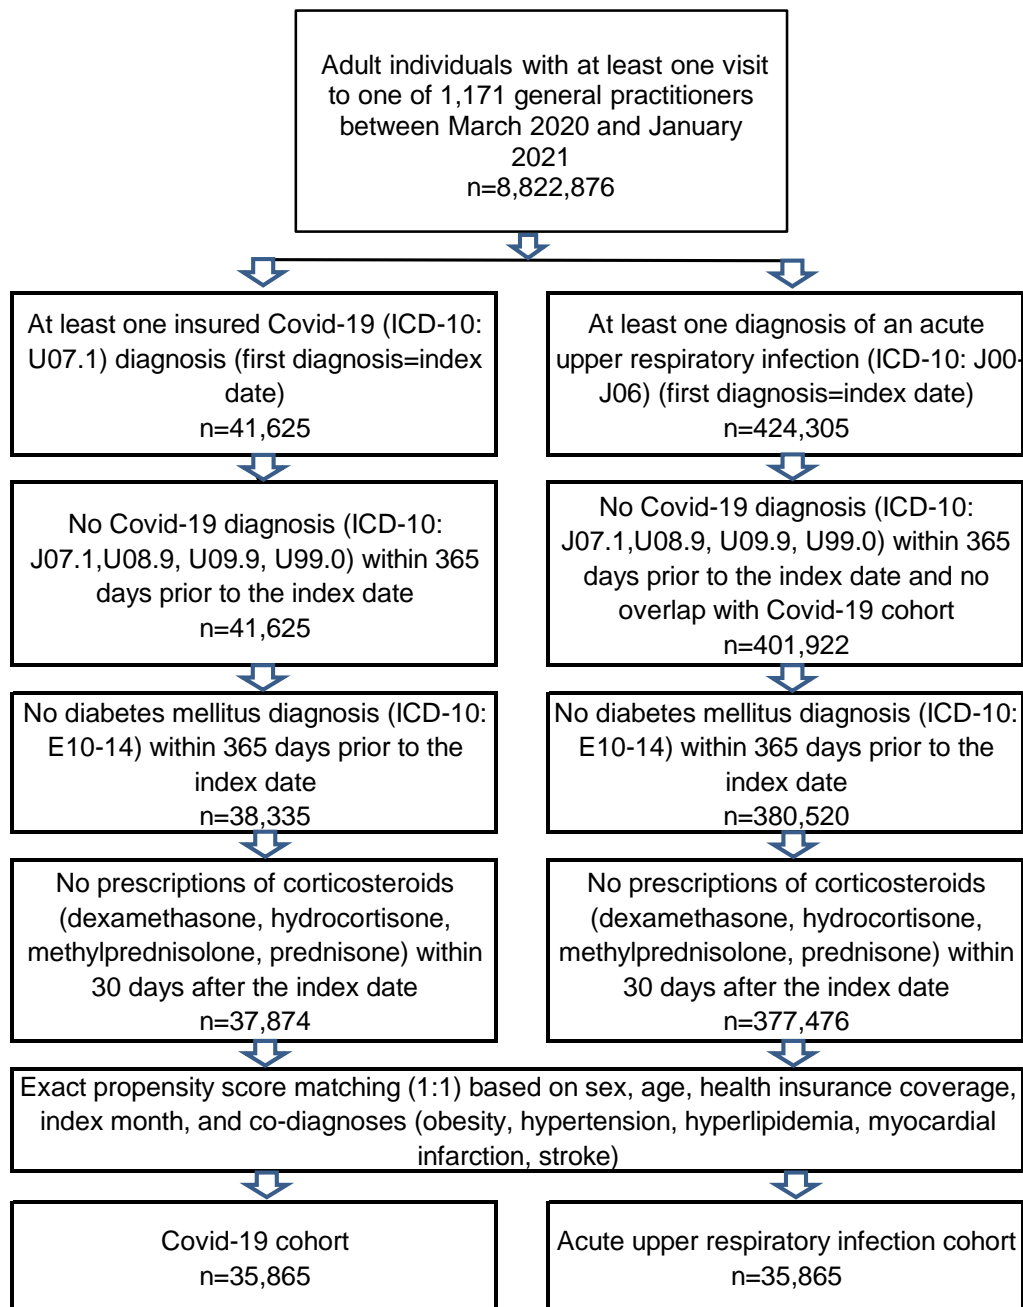 Adult individuals with at least one visit
to one of 1,171 general practitioners
between March 2020 and January
2021
n=8,822,876
At least one insured Covid-19 (ICD-10:
U07.1) diagnosis (first diagnosis=index
date)
n=41,625
At least one diagnosis of an acute
upper respiratory infection (ICD-10: J00-
J06) (first diagnosis=index date)
n=424,305
No Covid-19 diagnosis (ICD-10:
J07.1,U08.9, U09.9, U99.0) within 365
days prior to the index date
n=41,625
No Covid-19 diagnosis (ICD-10:
J07.1,U08.9, U09.9, U99.0) within 365
days prior to the index date and no
overlap with Covid-19 cohort
n=401,922
No diabetes mellitus diagnosis (ICD-10:
E10-14) within 365 days prior to the
index date
n=38,335
No diabetes mellitus diagnosis (ICD-10:
E10-14) within 365 days prior to the
index date
n=380,520
No prescriptions of corticosteroids
(dexamethasone, hydrocortisone,
methylprednisolone, prednisone) within
30 days after the index date
n=37,874
No prescriptions of corticosteroids
(dexamethasone, hydrocortisone,
methylprednisolone, prednisone) within
30 days after the index date
n=377,476
Exact propensity score matching (1:1) based on sex, age, health insurance coverage,
index month, and co-diagnoses (obesity, hypertension, hyperlipidemia, myocardial
infarction, stroke)
Covid-19 cohort
n=35,865
Acute upper respiratory infection cohort
n=35,865